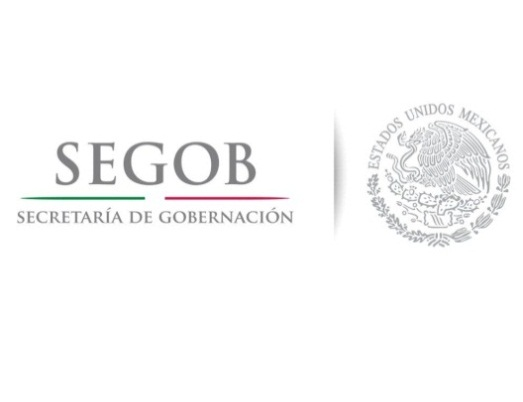 SEGOB
SECRETARÍA DE GOBERNACIÓN
ESTADOS UNIDOS MEXICANOS